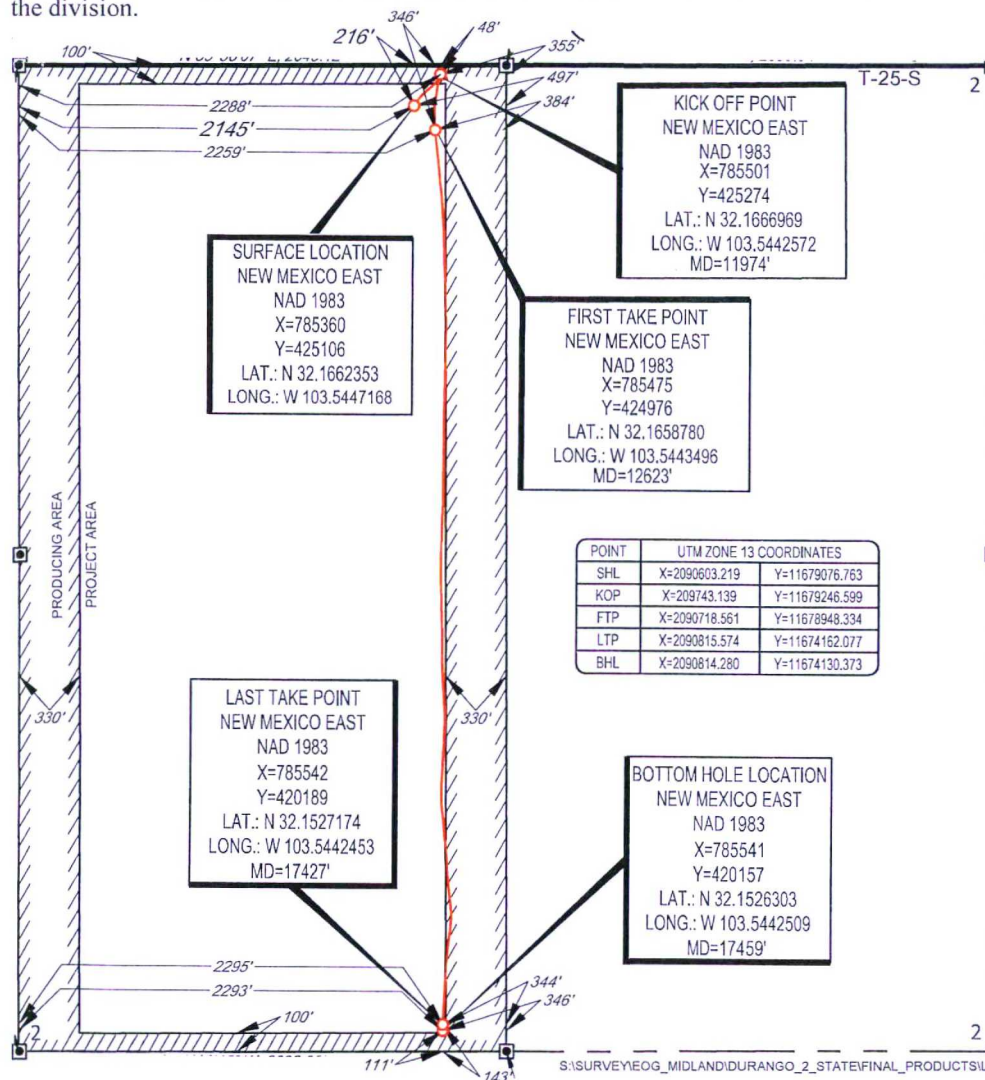 the division.
346'
48'
216'
355'
100'
T-25-S
497'
2
2288'
384'
2145'
2259'
KICK OFF POINT
NEW MEXICO EAST
NAD 1983
X=785501
Y=425274
LAT.: N 32.1666969
LONG.: W 103.5442572
MD=11974'
SURFACE LOCATION
NEW MEXICO EAST
NAD 1983
X=785360
Y=425106
LAT.: N 32.1662353
LONG.: W 103.5447168
FIRST TAKE POINT
NEW MEXICO EAST
NAD 1983
X=785475
Y=424976
LAT.: N 32.1658780
LONG.: W 103.5443496
MD=12623'
PRODUCING AREA
PROJECT AREA
POINT UTM ZONE 13 COORDINATES
SHL X=2090603.219 Y=11679076.763
KOP X=209743.139 Y=11679246.599
FTP X=2090718.561 Y=11678948.334
LTP X=2090815.574 Y=11674162.077
BHL X=2090814.280 Y=11674130.373
330'
330'
LAST TAKE POINT
NEW MEXICO EAST
NAD 1983
X=785542
Y=420189
LAT.: N 32.1527174
LONG.: W 103.5442453
MD=17427'
BOTTOM HOLE LOCATION
NEW MEXICO EAST
NAD 1983
X=785541
Y=420157
LAT.: N 32.1526303
LONG.: W 103.5442509
MD=17459'
2295'
2293'
344'
346'
100'
2
2
111'
143'
S:\SURVEY\EOG_MIDLAND\DURANGO_2_STATE\FINAL_PRODUCTS\L